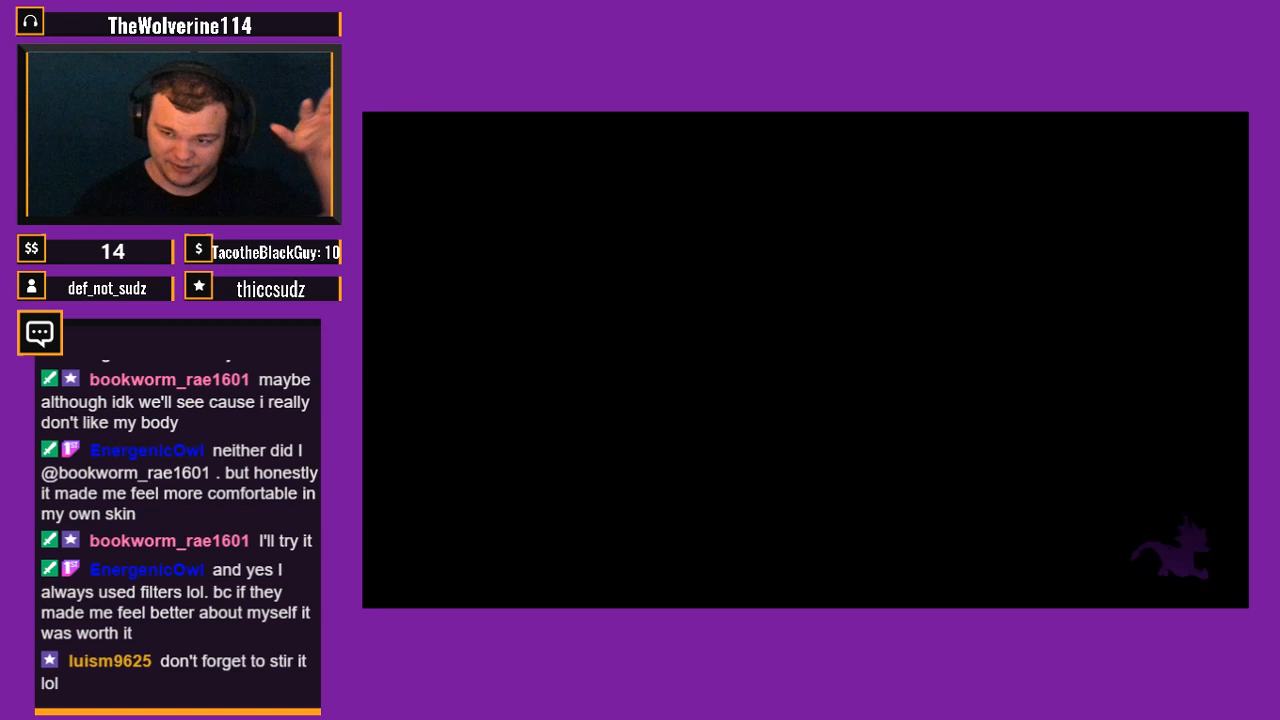 TheWolverine114
$$ 14
$ TacotheBlackGuy: 10
def_not_sudz
thiccsudz
bookworm_rae1601 maybe
although idk we'll see cause i really
don't like my body
EnergenicOwl neither did I
@bookworm_rae1601 . but honestly
it made me feel more comfortable in
my own skin
bookworm_rae1601 I'll try it
EnergenicOwl and yes I
always used filters lol. bc if they
made me feel better about myself it
was worth it
luism9625 don't forget to stir it
lol